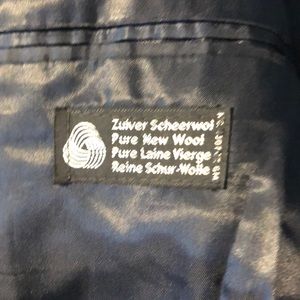 Zuiver Scheerwol
Pure New Wool
Pure Laine Vierge
Reine Schur-Wolle